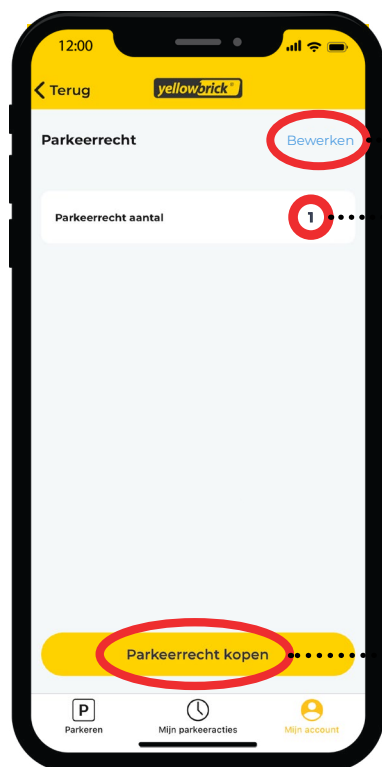 12:00
Terug
yellowbrick
Parkeerrecht
Bewerken
Parkeerrecht aantal
1
Parkeerrecht kopen
P
Parkeren
Mijn parkeeracties
Mijn account